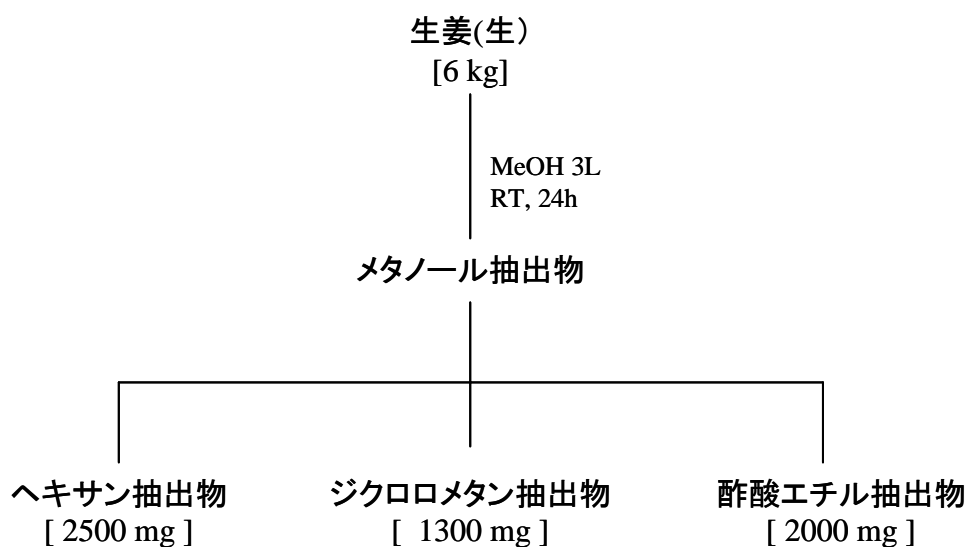 生姜(生）
[6 kg]
MeOH 3L
RT, 24h
メタノール抽出物
ヘキサン抽出物
[ 2500 mg ]
ジクロロメタン抽出物
[ 1300 mg ]
酢酸エチル抽出物
[ 2000 mg ]